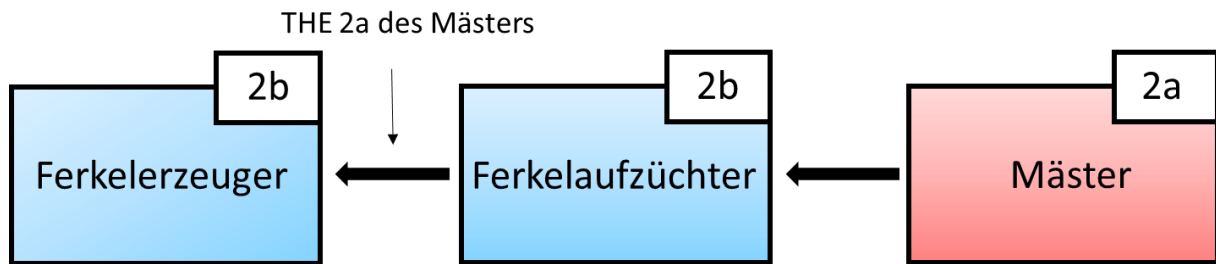 THE 2a des Mästers
2b
2b
2a
Ferkelerzeuger
Ferkelaufzüchter
Mäster